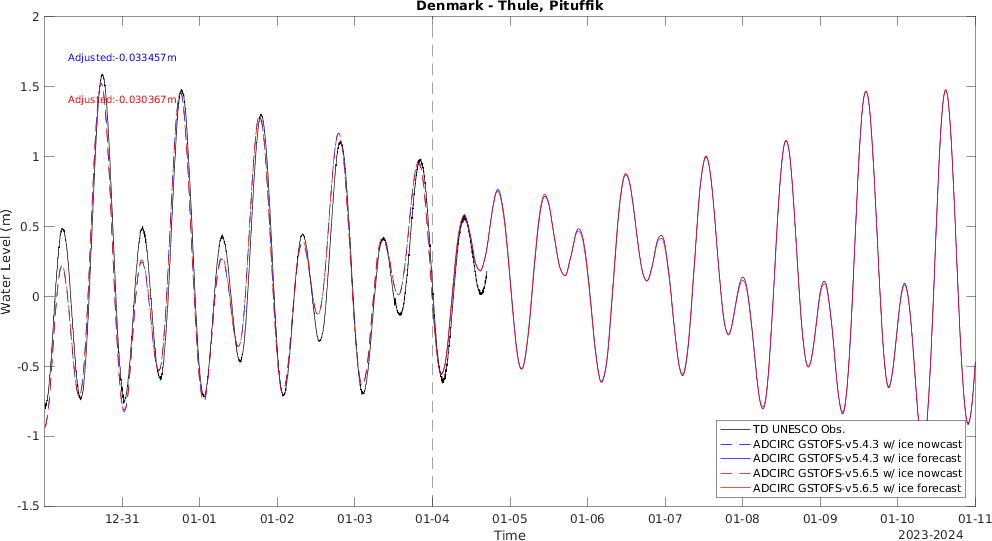 Denmark - Thule, Pituffik
2
Adjusted:-0.033457m
1.5
Adjusted:-0.030367m
1
0.5
0
-0.5
-1
-1.5
Water Level (m)
TD UNESCO Obs.
ADCIRC GSTOFS-v5.4.3 w/ ice nowcast
ADCIRC GSTOFS-v5.4.3 w/ ice forecast
ADCIRC GSTOFS-v5.6.5 w/ ice nowcast
ADCIRC GSTOFS-v5.6.5 w/ ice forecast
12-31 01-01 01-02 01-03 01-04 01-05 01-06 01-07 01-08 01-09 01-10 01-11
Time
2023-2024